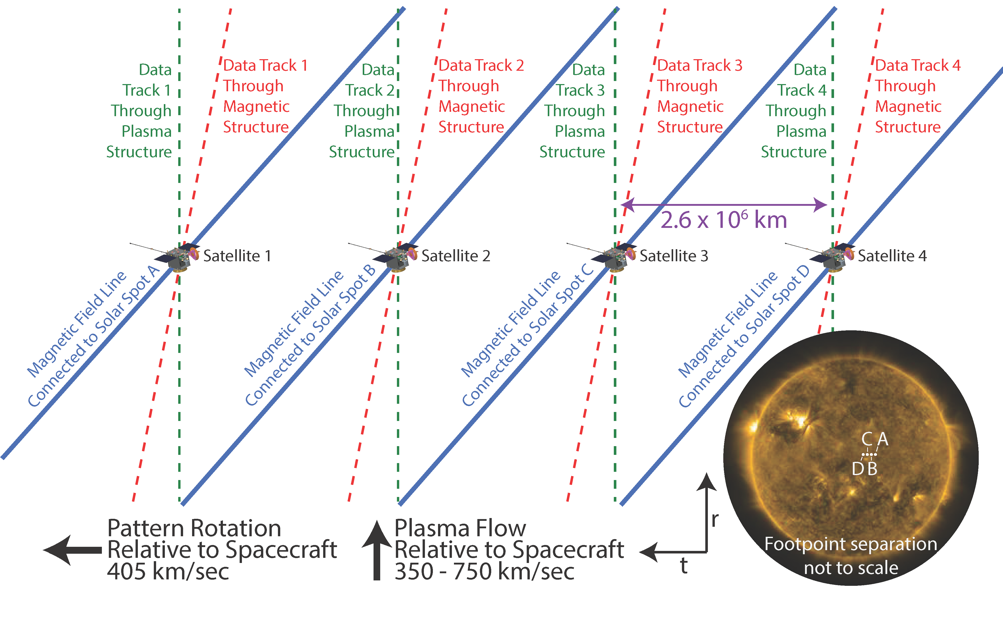 Data
Track 1
Through
Plasma
Structure
Data Track 1
Through
Magnetic
Structure
Data
Track 2
Through
Plasma
Structure
Data Track 2
Through
Magnetic
Structure
Data
Track 3
Through
Plasma
Structure
Data Track 3
Through
Magnetic
Structure
Data
Track 4
Through
Plasma
Structure
Data Track 4
Through
Magnetic
Structure
2.6 x 10⁶ km
Satellite 1
Satellite 2
Satellite 3
Satellite 4
Magnetic Field Line
Connected to Solar Spot A
Magnetic Field Line
Connected to Solar Spot B
Magnetic Field Line
Connected to Solar Spot C
Magnetic Field Line
Connected to Solar Spot D
C A
D B
Footpoint separation
not to scale
Pattern Rotation
Relative to Spacecraft
405 km/sec
Plasma Flow
Relative to Spacecraft
350 - 750 km/sec
r
t